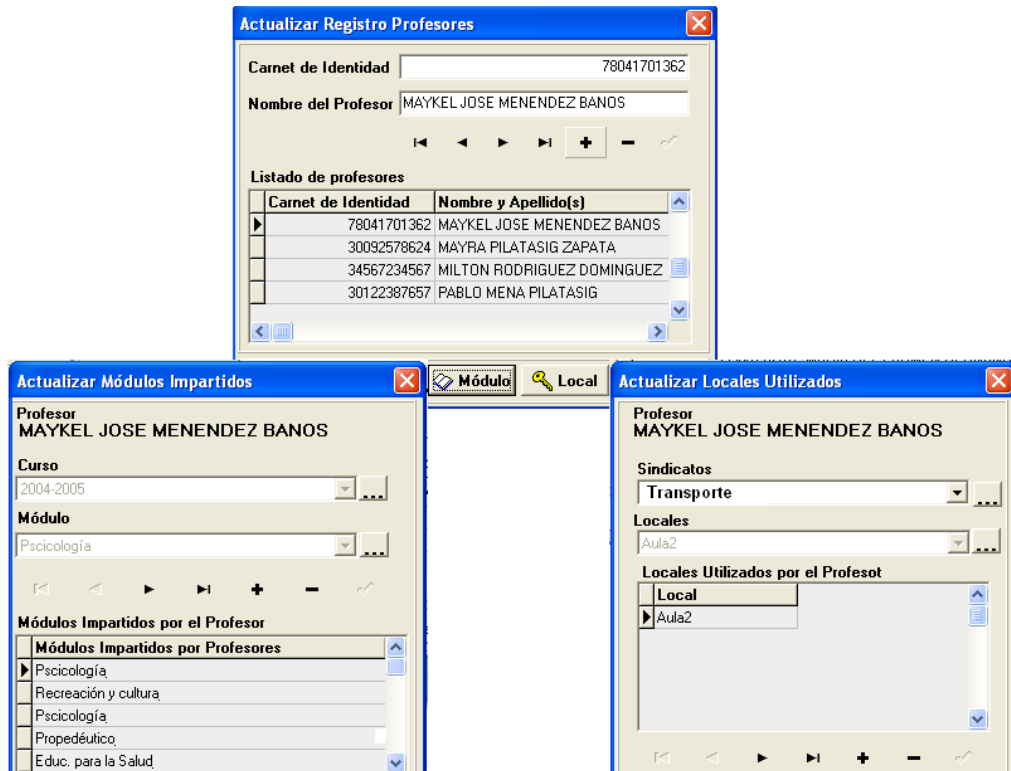 Actualizar Registro Profesores
Carnet de Identidad 78041701362
Nombre del Profesor MAYKEL JOSE MENENDEZ BANOS
Listado de profesores
Carnet de Identidad Nombre y Apellido(s)
78041701362 MAYKEL JOSE MENENDEZ BANOS
30092578624 MAYRA PILATASIG ZAPATA
34567234567 MILTON RODRIGUEZ DOMINGUEZ
30122387657 PABLO MENA PILATASIG
Módulo Local
Actualizar Módulos Impartidos
Profesor
MAYKEL JOSE MENENDEZ BANOS
Curso
2004-2005 ...
Módulo
Pscicología ...
Módulos Impartidos por el Profesor
Módulos Impartidos por Profesores
Pscicología
Recreación y cultura
Pscicología
Propedéutico
Educ. para la Salud
Actualizar Locales Utilizados
Profesor
MAYKEL JOSE MENENDEZ BANOS
Sindicatos
Transporte ...
Locales
Aula2 ...
Locales Utilizados por el Profesot
Local
Aula2